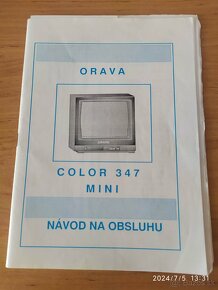 ORAVA
COLOR 347
MINI
NÁVOD NA OBSLUHU
2024/7/5 13:31